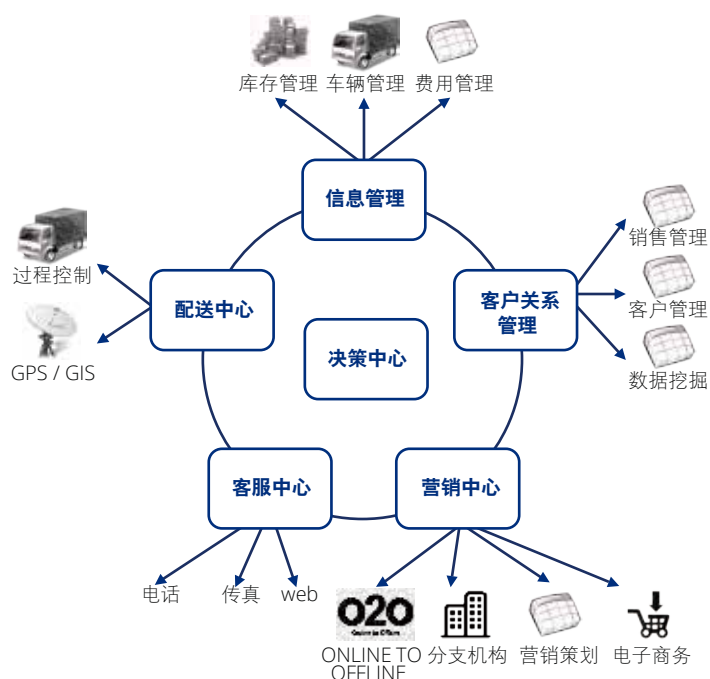 库存管理 车辆管理 费用管理
信息管理
销售管理
过程控制
配送中心
客户关系
管理
客户管理
决策中心
GPS / GIS
数据挖掘
客服中心
营销中心
电话
传真
web
O2O
Online to Offline
ONLINE TO
OFFLINE
分支机构
营销策划
电子商务